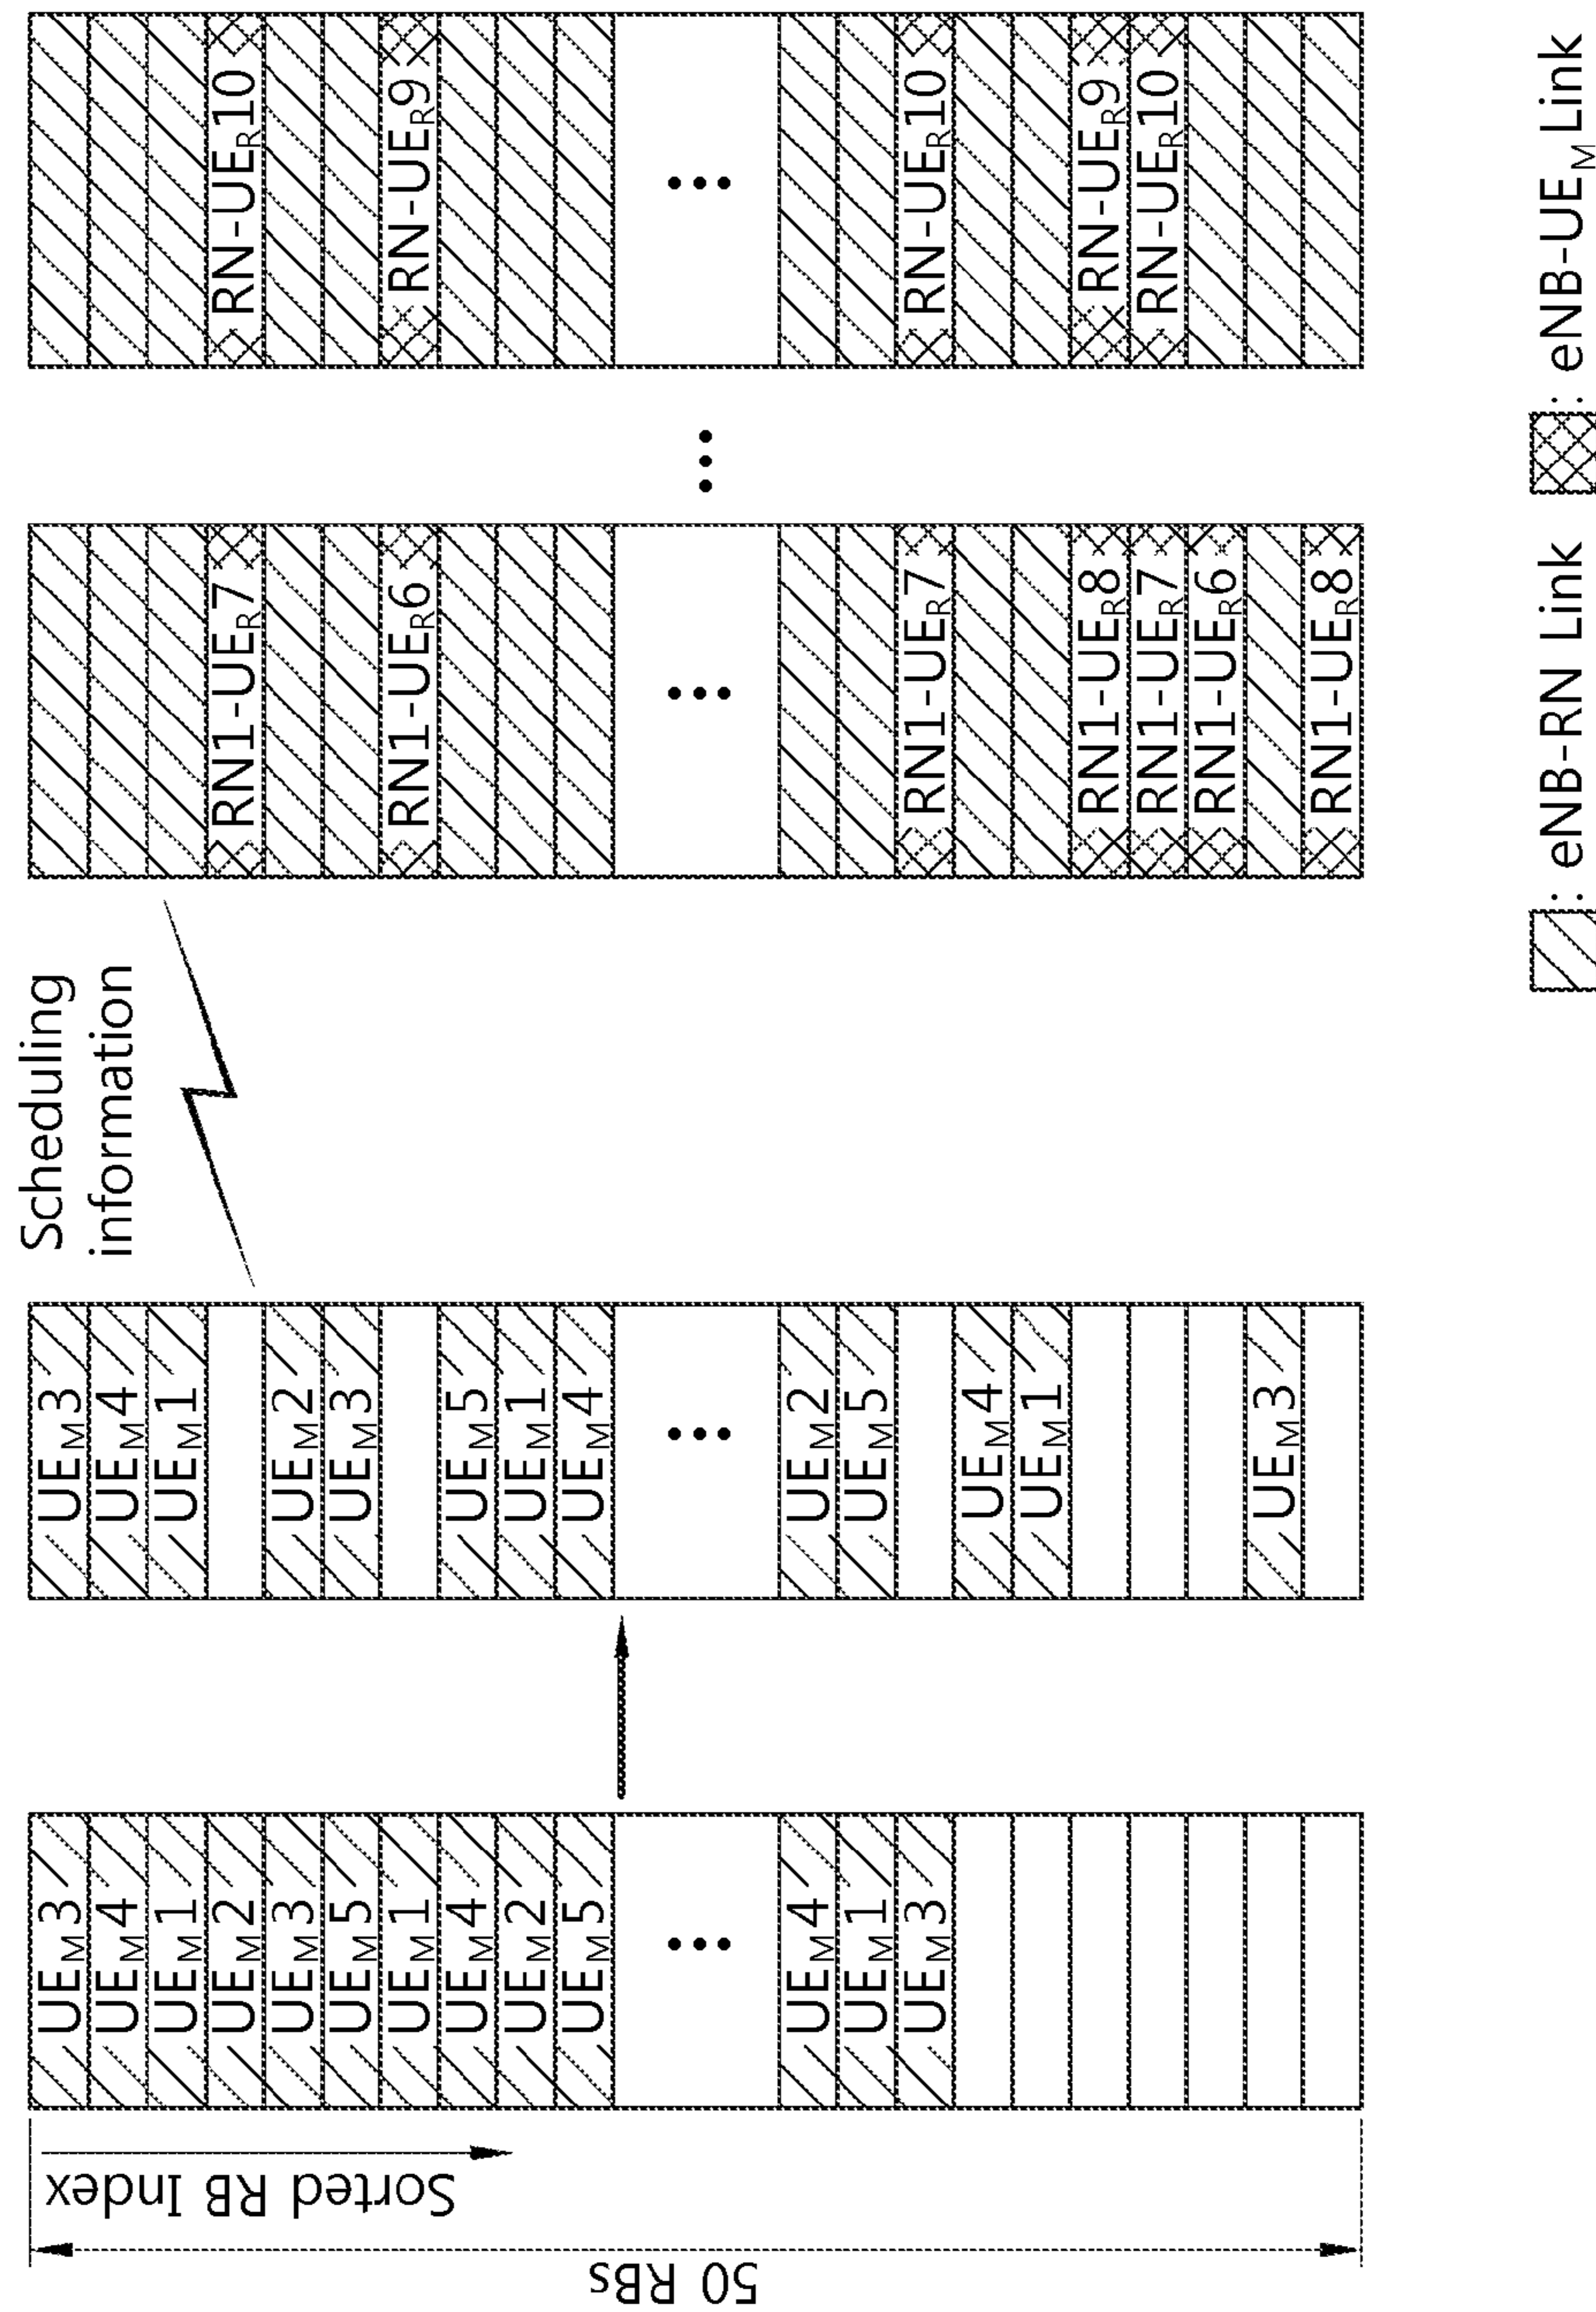 50 RBs
Sorted RB Index
UEM3
UEM4
UEM1
UEM2
UEM3
UEM5
UEM1
UEM4
UEM2
UEM5
...
UEM4
UEM1
UEM3
UEM3
UEM4
UEM1
UEM2
UEM3
UEM5
UEM1
UEM4
...
UEM2
UEM5
UEM4
UEM1
UEM3
Scheduling
information
RN1-UER7
RN1-UER6
...
RN1-UER7
RN1-UER8
RN1-UER7
RN1-UER6
RN1-UER8
...
RN-UER10
RN-UER9
...
RN-UER10
RN-UER9
RN-UER10
: eNB-RN Link : eNB-UEM Link